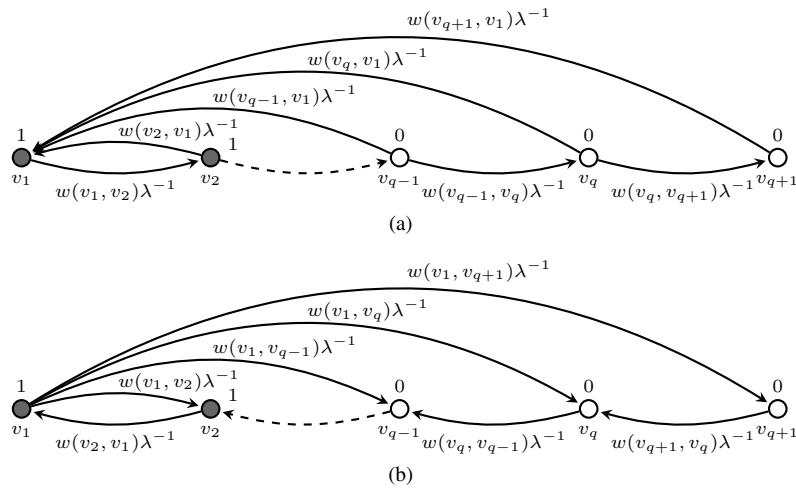 w(v_{q+1}, v_1)λ^{-1}
w(v_q, v_1)λ^{-1}
w(v_{q-1}, v_1)λ^{-1}
1 w(v_2, v_1)λ^{-1} 1 0 0 0
v_1 v_2 v_{q-1} v_q v_{q+1}
w(v_1, v_2)λ^{-1} w(v_{q-1}, v_q)λ^{-1} w(v_q, v_{q+1})λ^{-1}
(a)
w(v_1, v_{q+1})λ^{-1}
w(v_1, v_q)λ^{-1}
w(v_1, v_{q-1})λ^{-1}
1 w(v_1, v_2)λ^{-1} 1 0 0 0
v_1 v_2 v_{q-1} v_q v_{q+1}
w(v_2, v_1)λ^{-1} w(v_q, v_{q-1})λ^{-1} w(v_{q+1}, v_q)λ^{-1}
(b)